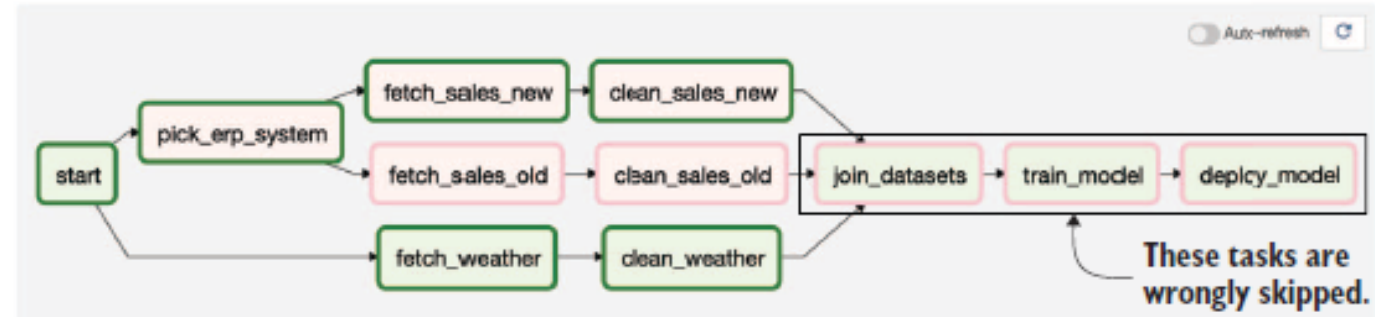 Auto-refresh
fetch_sales_new
clean_sales_new
pick_erp_system
start
fetch_sales_old
clean_sales_old
join_datasets
train_model
deploy_model
fetch_weather
clean_weather
These tasks are
wrongly skipped.